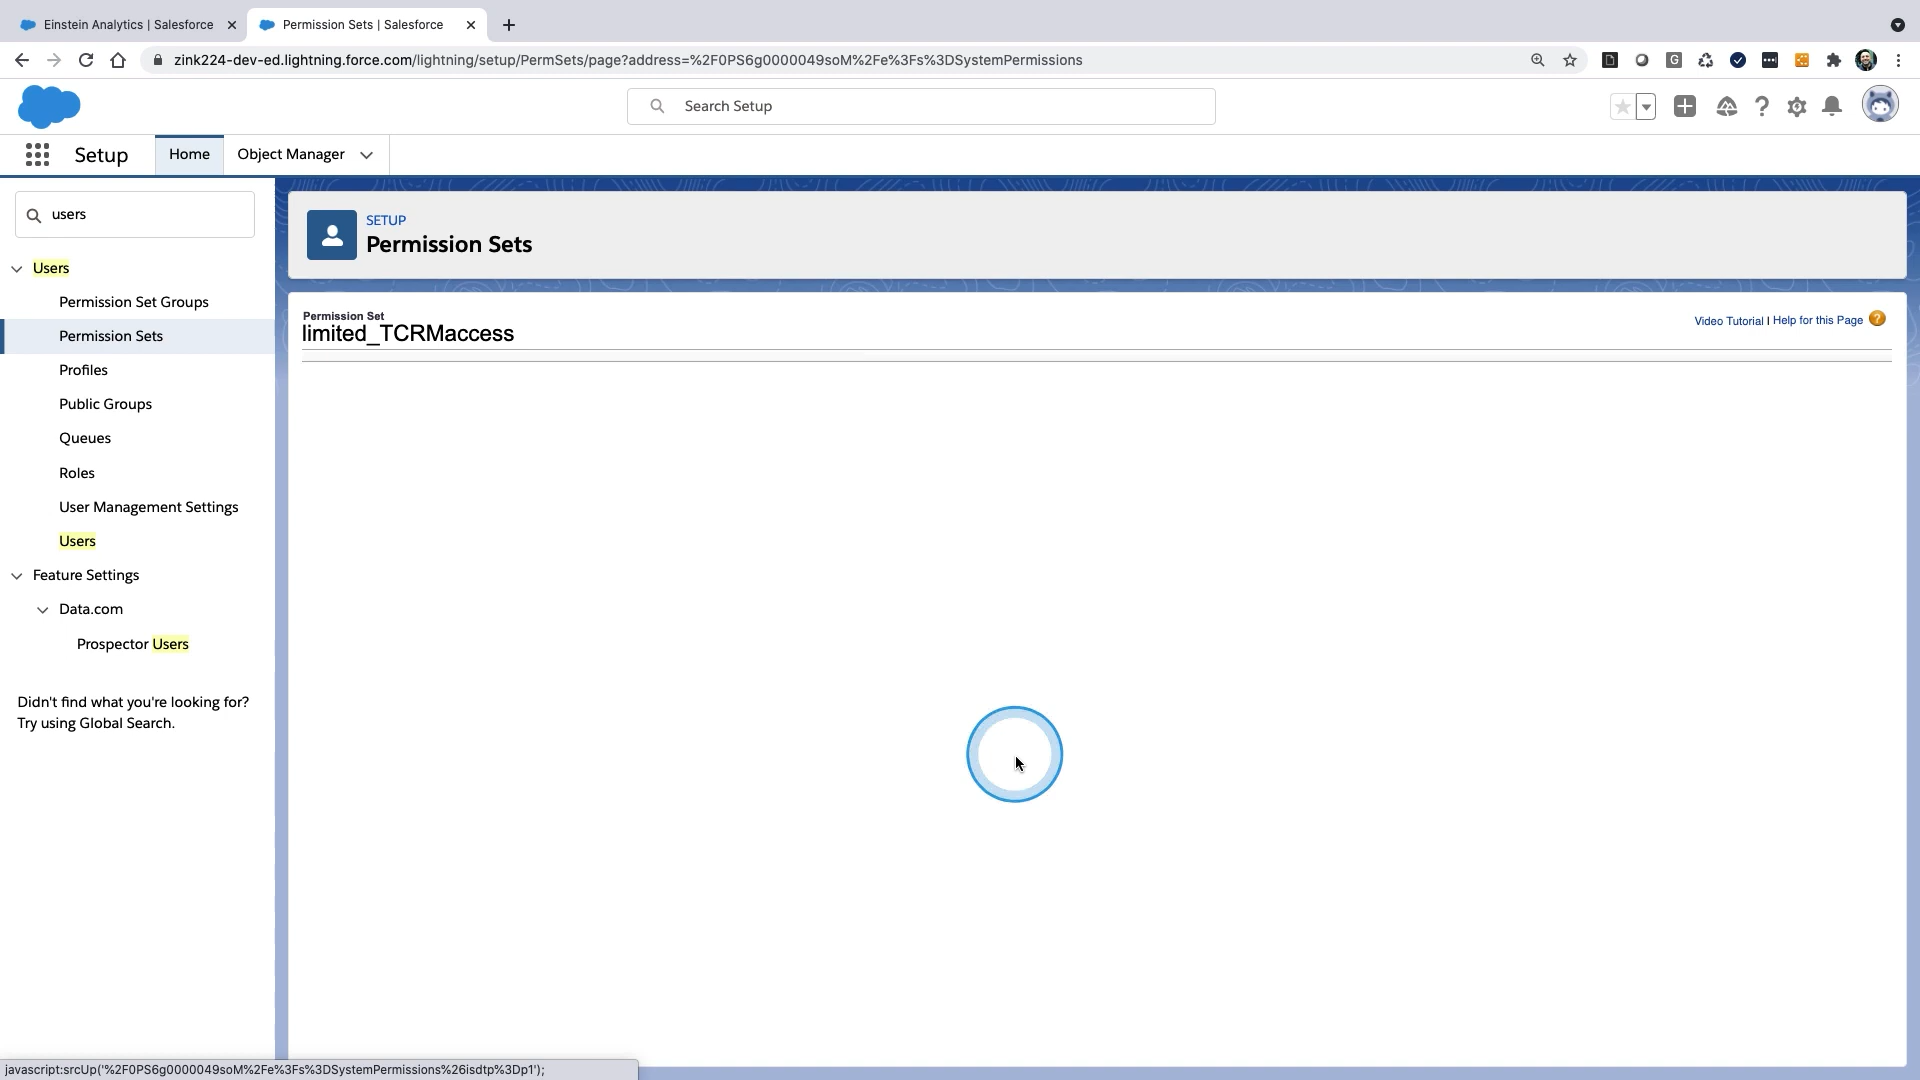 Einstein Analytics | Salesforce
Permission Sets | Salesforce
zink224-dev-ed.lightning.force.com/lightning/setup/PermSets/page?address=%2F0PS6g0000049soM%2Fe%3Fs%3DSystemPermissions
Search Setup
Setup
Home
Object Manager
users
Users
Permission Set Groups
Permission Sets
Profiles
Public Groups
Queues
Roles
User Management Settings
Users
Feature Settings
Data.com
Prospector Users
Didn't find what you're looking for?
Try using Global Search.
SETUP
Permission Sets
Permission Set
limited_TCRMaccess
Video Tutorial | Help for this Page
javascript:srcUp('%2F0PS6g0000049soM%2Fe%3Fs%3DSystemPermissions%26isdtp%3Dp1');